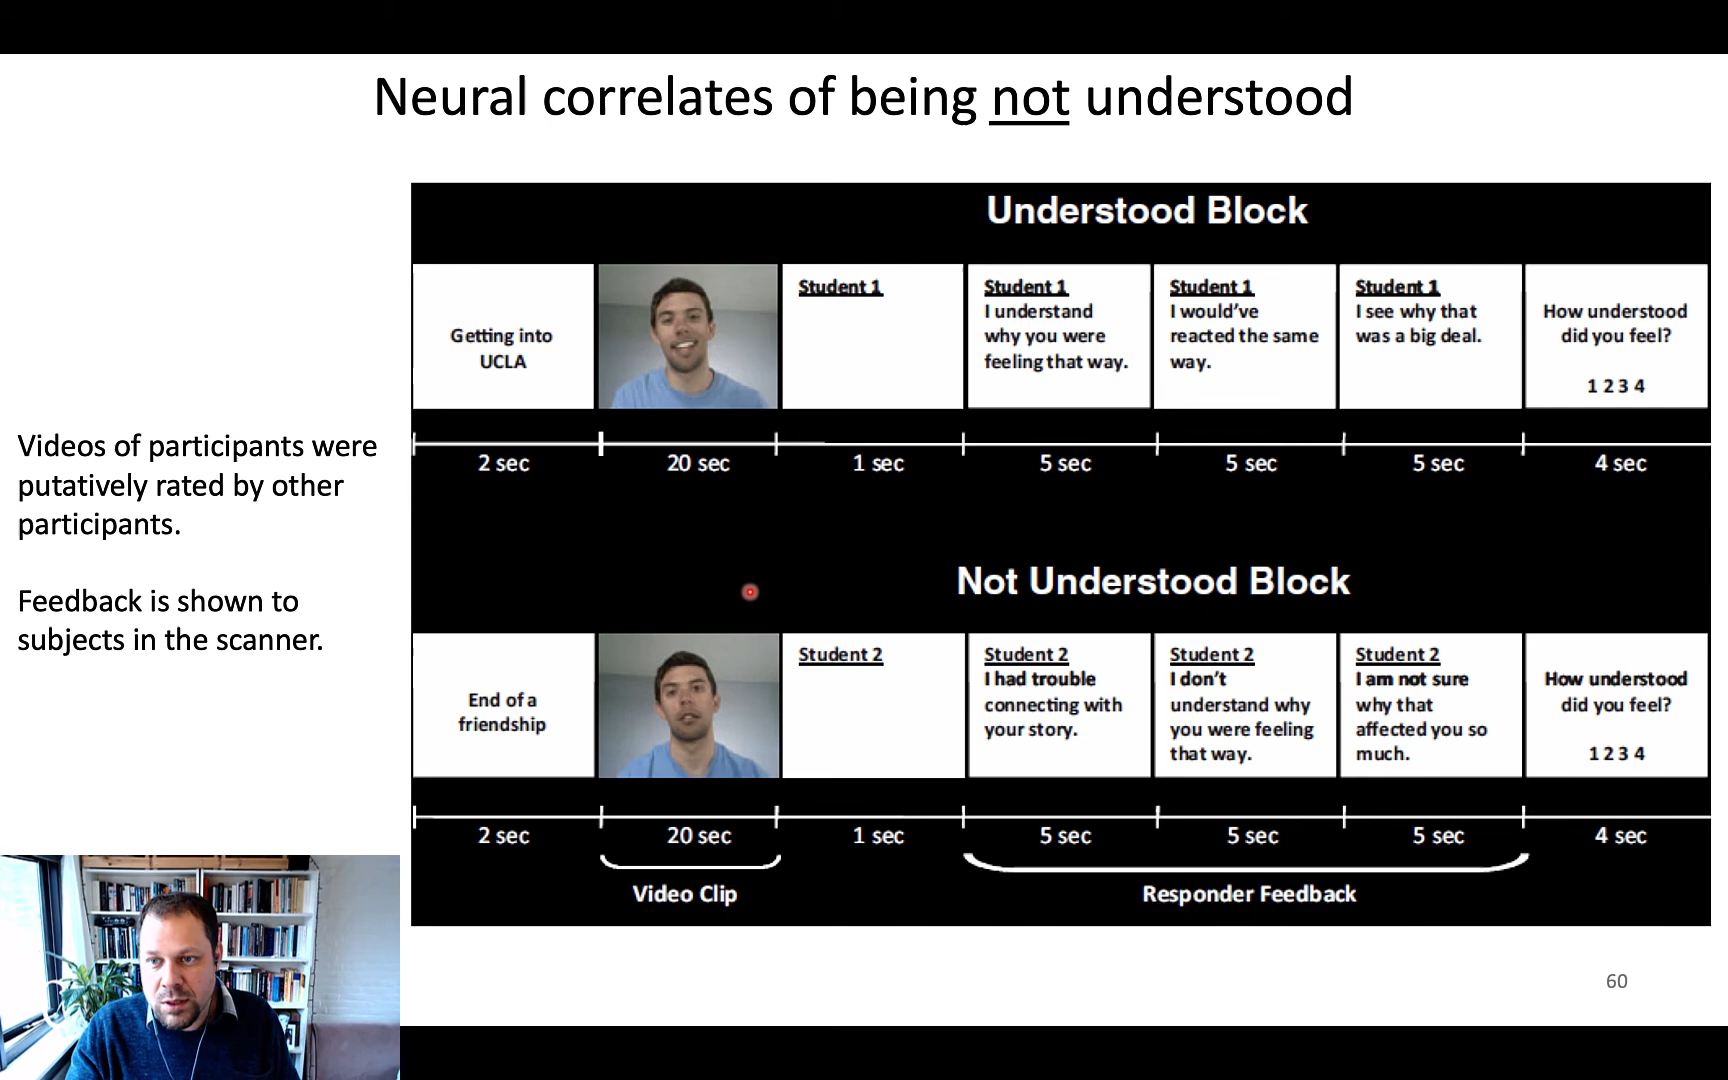 Neural correlates of being not understood
Videos of participants were
putatively rated by other
participants.
Feedback is shown to
subjects in the scanner.
Understood Block
Getting into
UCLA
Student 1
Student 1
I understand
why you were
feeling that way.
Student 1
I would've
reacted the same
way.
Student 1
I see why that
was a big deal.
How understood
did you feel?
1 2 3 4
2 sec
20 sec
1 sec
5 sec
5 sec
5 sec
4 sec
Not Understood Block
End of a
friendship
Student 2
Student 2
I had trouble
connecting with
your story.
Student 2
I don't
understand why
you were feeling
that way.
Student 2
I am not sure
why that
affected you so
much.
How understood
did you feel?
1 2 3 4
2 sec
20 sec
1 sec
5 sec
5 sec
5 sec
4 sec
Video Clip
Responder Feedback
60